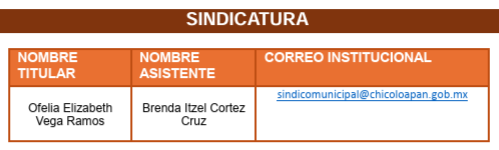 SINDICATURA
NOMBRE TITULAR
NOMBRE ASISTENTE
CORREO INSTITUCIONAL
Ofelia Elizabeth
Vega Ramos
Brenda Itzel Cortez
Cruz
sindicomunicipal@chicoloapan.gob.mx